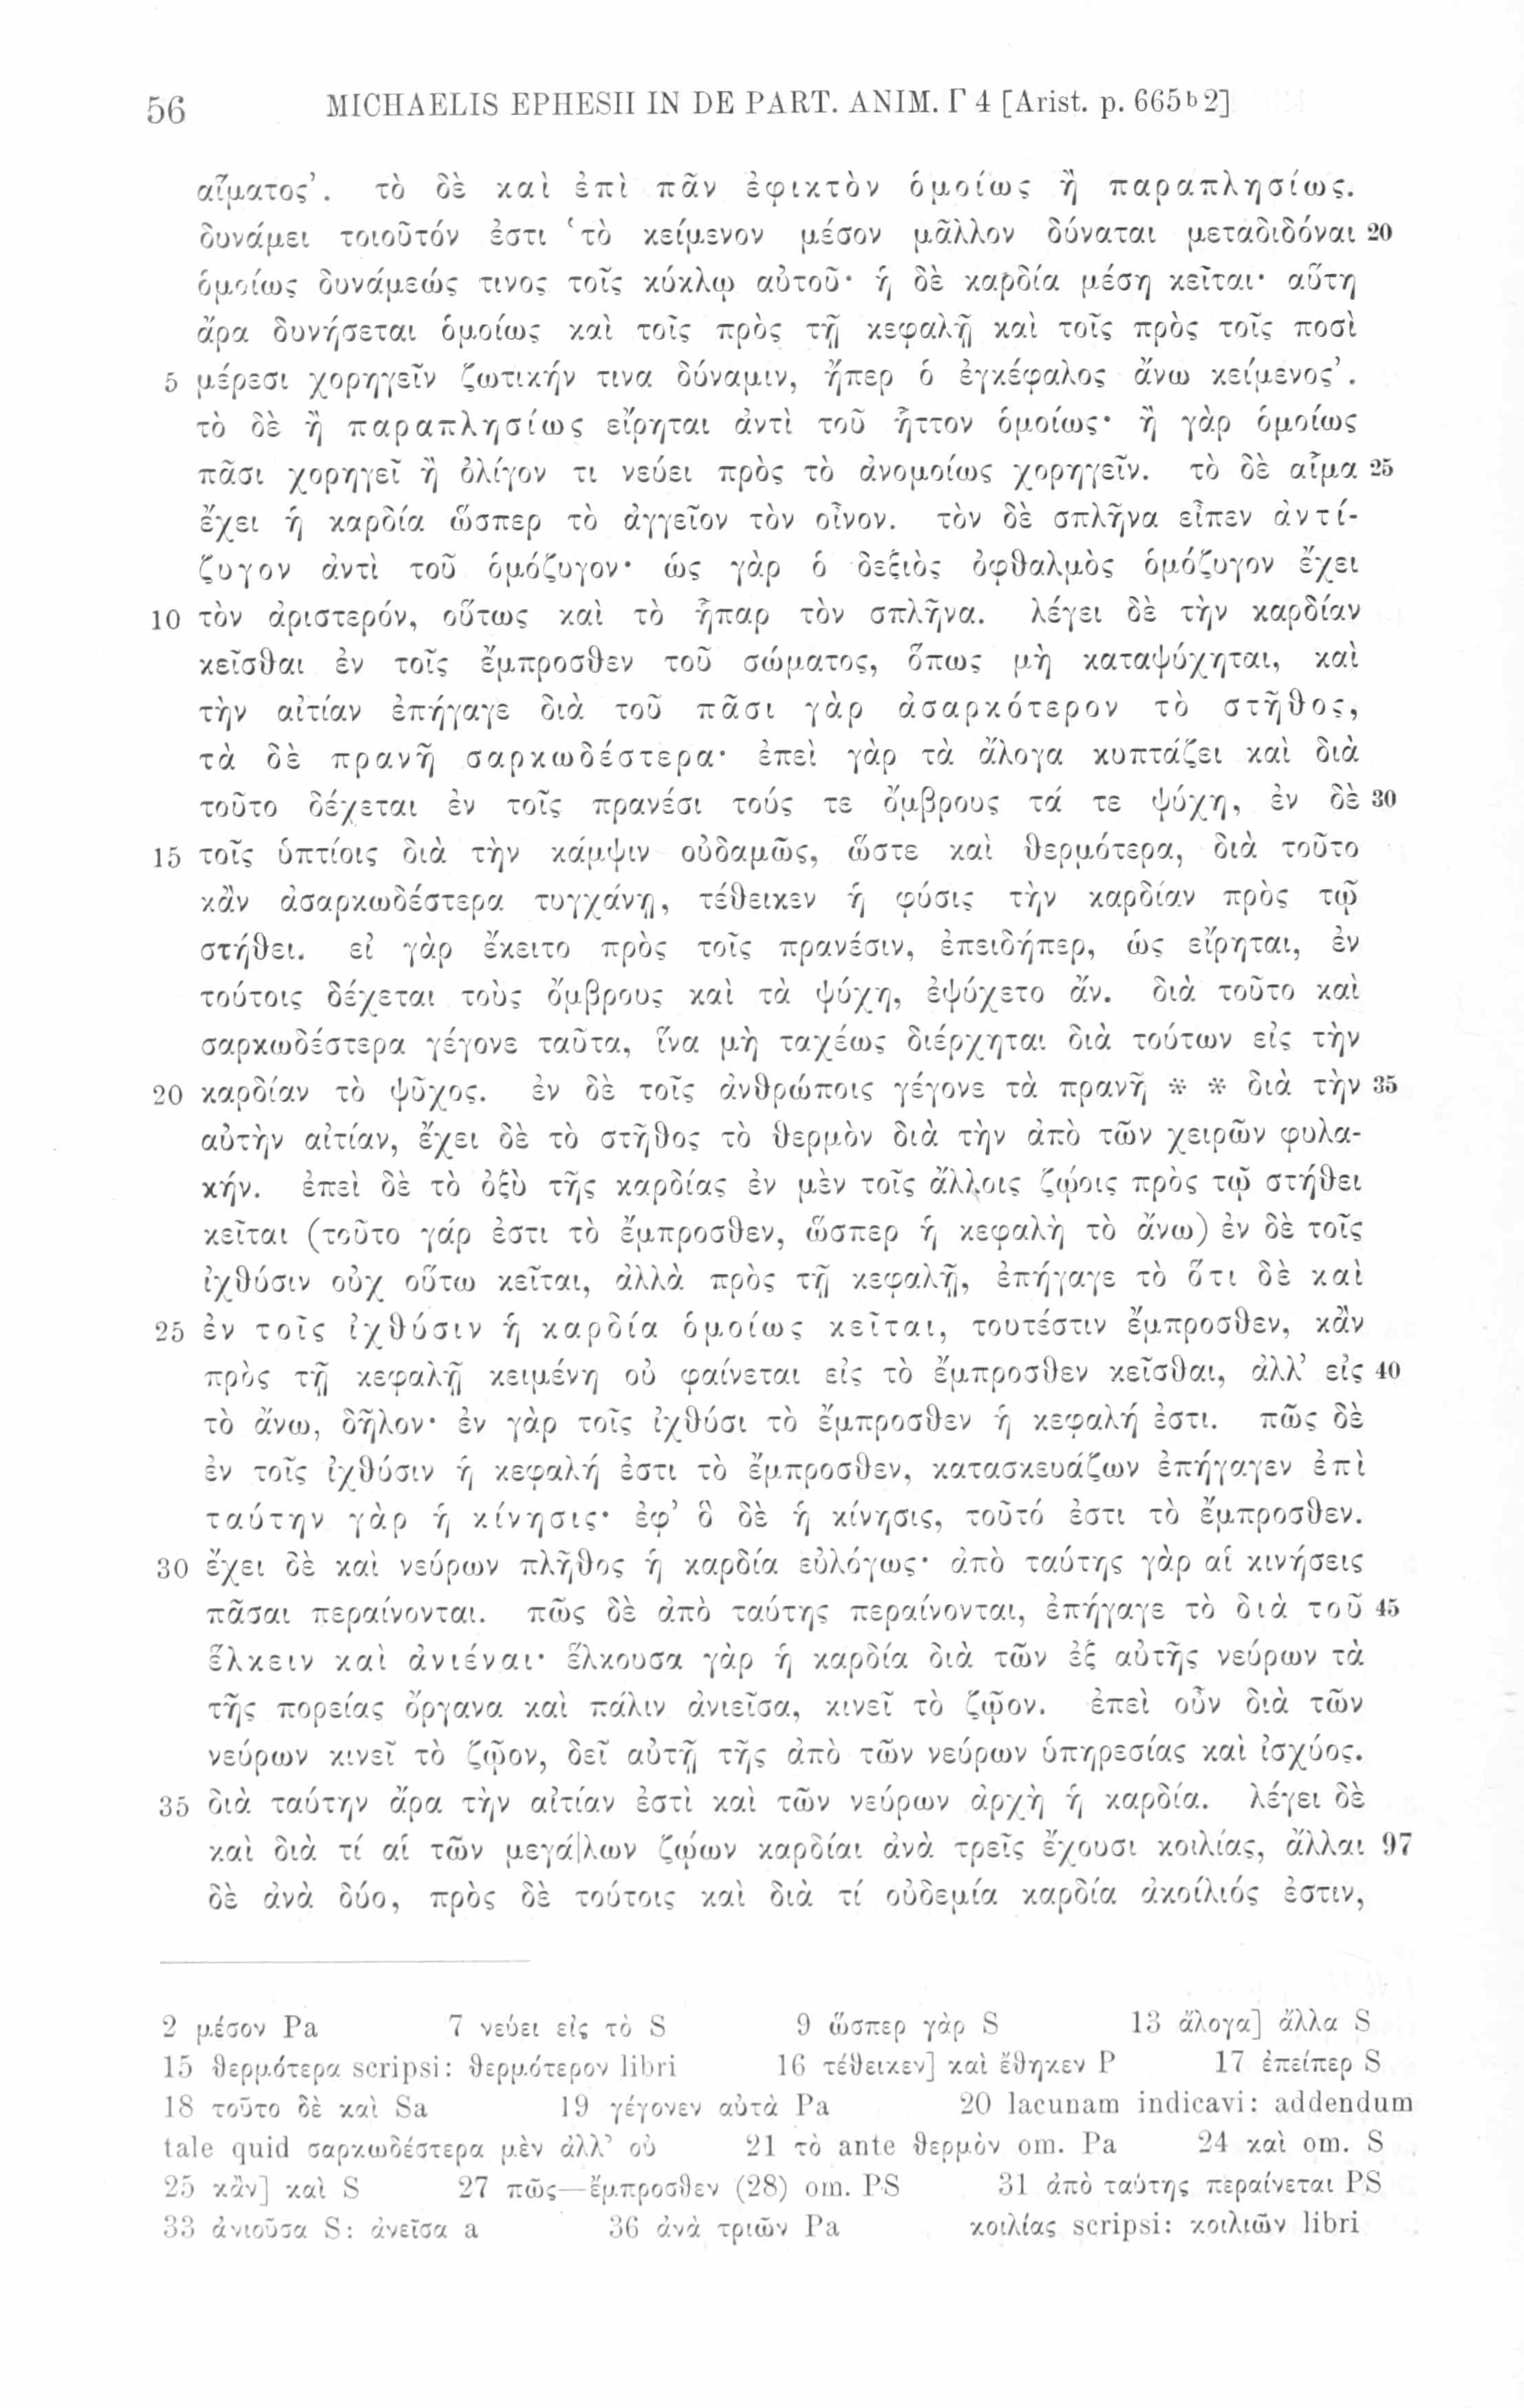 56 MICHAELIS EPHESII IN DE PART. ANIM. Γ 4 [Arist. p. 665b2]
αἵματος’. τὸ δὲ καὶ ἐπὶ πᾶν ἐφικτὸν ὁμοίως ἢ παραπλησίως.
δυνάμει τοιοῦτόν ἐστι ‘τὸ κείμενον μέσον μᾶλλον δύναται μεταδιδόναι 20
ὁμοίως δυνάμεώς τινος τοῖς κύκλῳ αὐτοῦ· ἡ δὲ καρδία μέση κεῖται· αὕτη
ἄρα δυνήσεται ὁμοίως καὶ τοῖς πρὸς τῇ κεφαλῇ καὶ τοῖς πρὸς τοῖς ποσὶ
5 μέρεσι χορηγεῖν ζωτικήν τινα δύναμιν, ἤπερ ὁ ἐγκέφαλος ἄνω κείμενος’.
τὸ δὲ ἢ παραπλησίως εἴρηται ἀντὶ τοῦ ἧττον ὁμοίως· ἢ γὰρ ὁμοίως
πᾶσι χορηγεῖ ἢ ὀλίγον τι νεύει πρὸς τὸ ἀνομοίως χορηγεῖν. τὸ δὲ αἷμα 25
ἔχει ἡ καρδία ὥσπερ τὸ ἀγγεῖον τὸν οἶνον. τὸν δὲ σπλῆνα εἶπεν ἀντί-
ζυγον ἀντὶ τοῦ ὁμόζυγον· ὡς γὰρ ὁ δεξιὸς ὀφθαλμὸς ὁμόζυγον ἔχει
10 τὸν ἀριστερόν, οὕτως καὶ τὸ ἧπαρ τὸν σπλῆνα. λέγει δὲ τὴν καρδίαν
κεῖσθαι ἐν τοῖς ἔμπροσθεν τοῦ σώματος, ὅπως μὴ καταψύχηται, καὶ
τὴν αἰτίαν ἐπήγαγε διὰ τοῦ πᾶσι γὰρ ἀσαρκότερον τὸ στῆθος,
τὰ δὲ πρανῆ σαρκωδέστερα· ἐπεὶ γὰρ τὰ ἄλογα κυπτάζει καὶ διὰ
τοῦτο δέχεται ἐν τοῖς πρανέσι τούς τε ὄμβρους τά τε ψύχη, ἐν δὲ 30
15 τοῖς ὑπτίοις διὰ τὴν κάμψιν οὐδαμῶς, ὥστε καὶ θερμότερα, διὰ τοῦτο
κἂν ἀσαρκωδέστερα τυγχάνῃ, τέθεικεν ἡ φύσις τὴν καρδίαν πρὸς τῷ
στήθει. εἰ γὰρ ἔκειτο πρὸς τοῖς πρανέσιν, ἐπειδήπερ, ὡς εἴρηται, ἐν
τούτοις δέχεται τοὺς ὄμβρους καὶ τὰ ψύχη, ἐψύχετο ἄν. διὰ τοῦτο καὶ
σαρκωδέστερα γέγονε ταῦτα, ἵνα μὴ ταχέως διέρχηται διὰ τούτων εἰς τὴν
20 καρδίαν τὸ ψῦχος. ἐν δὲ τοῖς ἀνθρώποις γέγονε τὰ πρανῆ * * διὰ τὴν 35
αὐτὴν αἰτίαν, ἔχει δὲ τὸ στῆθος τὸ θερμὸν διὰ τὴν ἀπὸ τῶν χειρῶν φυλα-
κήν. ἐπεὶ δὲ τὸ ὀξὺ τῆς καρδίας ἐν μὲν τοῖς ἄλλοις ζῴοις πρὸς τῷ στήθει
κεῖται (τοῦτο γάρ ἐστι τὸ ἔμπροσθεν, ὥσπερ ἡ κεφαλὴ τὸ ἄνω) ἐν δὲ τοῖς
ἰχθύσιν οὐχ οὕτω κεῖται, ἀλλὰ πρὸς τῇ κεφαλῇ, ἐπήγαγε τὸ ὅτι δὲ καὶ
25 ἐν τοῖς ἰχθύσιν ἡ καρδία ὁμοίως κεῖται, τουτέστιν ἔμπροσθεν, κἂν
πρὸς τῇ κεφαλῇ κειμένη οὐ φαίνεται εἰς τὸ ἔμπροσθεν κεῖσθαι, ἀλλ’ εἰς 40
τὸ ἄνω, δῆλον· ἐν γὰρ τοῖς ἰχθύσι τὸ ἔμπροσθεν ἡ κεφαλή ἐστι. πῶς δὲ
ἐν τοῖς ἰχθύσιν ἡ κεφαλή ἐστι τὸ ἔμπροσθεν, κατασκευάζων ἐπήγαγεν ἐπὶ
ταύτην γὰρ ἡ κίνησις· ἐφ’ ὃ δὲ ἡ κίνησις, τοῦτό ἐστι τὸ ἔμπροσθεν.
30 ἔχει δὲ καὶ νεύρων πλῆθος ἡ καρδία εὐλόγως· ἀπὸ ταύτης γὰρ αἱ κινήσεις
πᾶσαι περαίνονται. πῶς δὲ ἀπὸ ταύτης περαίνονται, ἐπήγαγε τὸ διὰ τοῦ 45
ἕλκειν καὶ ἀνιέναι· ἕλκουσα γὰρ ἡ καρδία διὰ τῶν ἐξ αὐτῆς νεύρων τὰ
τῆς πορείας ὄργανα καὶ πάλιν ἀνιεῖσα, κινεῖ τὸ ζῷον. ἐπεὶ οὖν διὰ τῶν
νεύρων κινεῖ τὸ ζῷον, δεῖ αὐτῇ τῆς ἀπὸ τῶν νεύρων ὑπηρεσίας καὶ ἰσχύος.
35 διὰ ταύτην ἄρα τὴν αἰτίαν ἐστὶ καὶ τῶν νεύρων ἀρχὴ ἡ καρδία. λέγει δὲ
καὶ διὰ τί αἱ τῶν μεγά|λων ζῴων καρδίαι ἀνὰ τρεῖς ἔχουσι κοιλίας, ἄλλαι 97
δὲ ἀνὰ δύο, πρὸς δὲ τούτοις καὶ διὰ τί οὐδεμία καρδία ἀκοίλιός ἐστιν,
2 μέσον Pa 7 νεύει εἰς τὸ S 9 ὥσπερ γὰρ S 13 ἄλογα] ἄλλα S
15 θερμότερα scripsi: θερμότερον libri 16 τέθεικεν] καὶ ἔθηκεν P 17 ἐπείπερ S
18 τοῦτο δὲ καὶ Sa 19 γέγονεν αὐτὰ Pa 20 lacunam indicavi: addendum
tale quid σαρκωδέστερα μὲν ἀλλ’ οὐ 21 τὸ ante θερμὸν om. Pa 24 καὶ om. S
25 κἂν] καὶ S 27 πῶς—ἔμπροσθεν (28) om. PS 31 ἀπὸ ταύτης περαίνεται PS
33 ἀνιοῦσα S: ἀνεῖσα a 36 ἀνὰ τριῶν Pa κοιλίας scripsi: κοιλιῶν libri